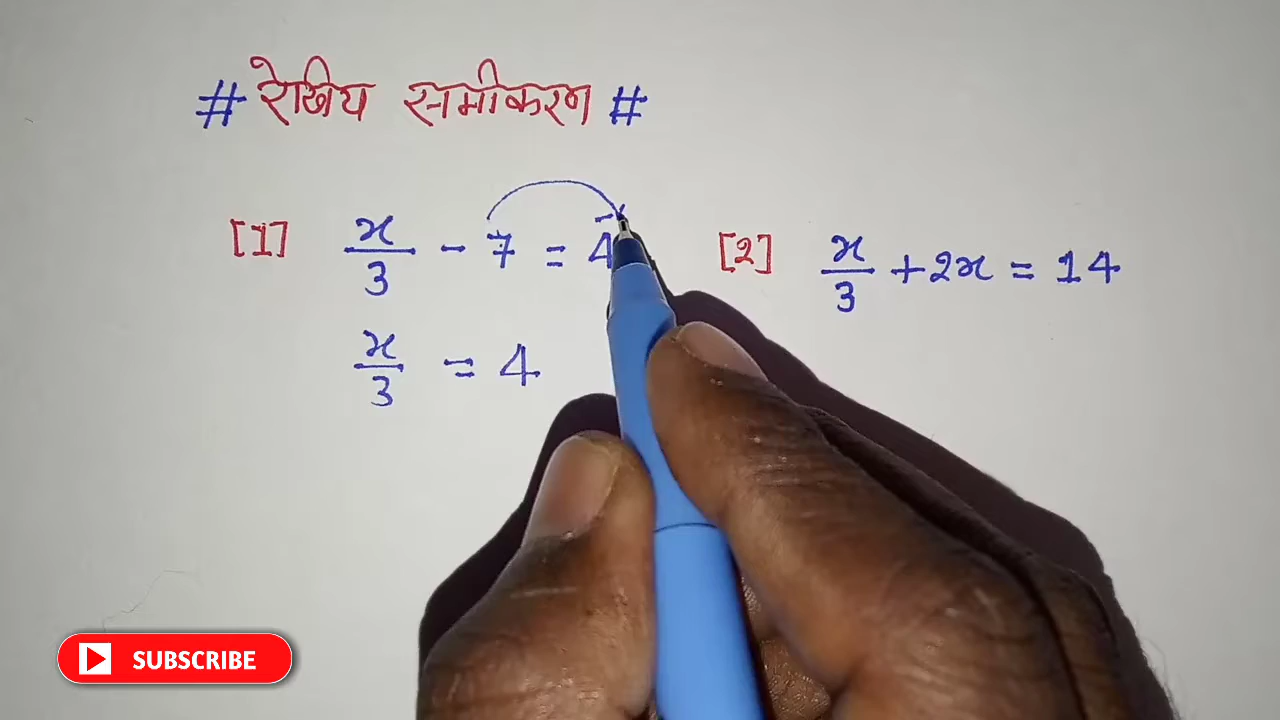 # रेखिय समीकरण #
[1] x/3 - 7 = 4
[2] x/3 + 2x = 14
x/3 = 4
SUBSCRIBE